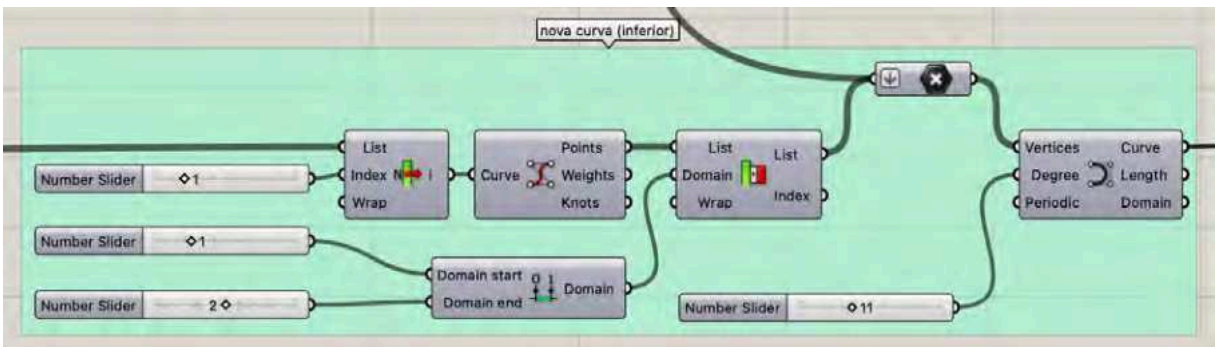 nova curva (inferior)
List
Index
Wrap
i
Number Slider
1
Curve
Points
Weights
Knots
List
Domain
Wrap
List
Index
Vertices
Degree
Periodic
Curve
Length
Domain
Number Slider
1
Number Slider
2
Domain start
Domain end
0 1
Domain
Number Slider
11